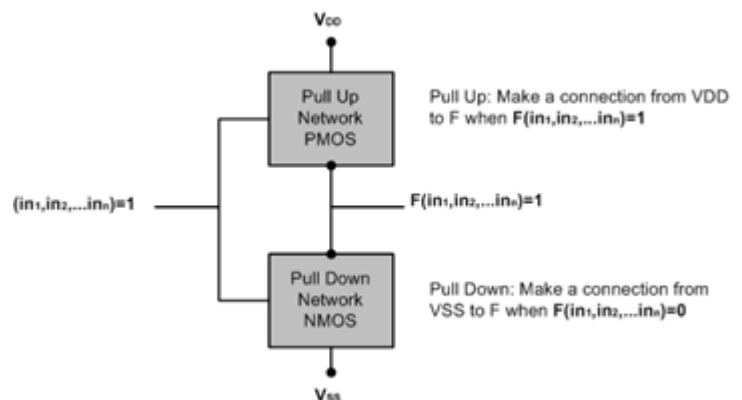 VDD
Pull Up
Network
PMOS
Pull Up: Make a connection from VDD
to F when F(in₁,in₂,...inₙ)=1
(in₁,in₂,...inₙ)=1
F(in₁,in₂,...inₙ)=1
Pull Down
Network
NMOS
Pull Down: Make a connection from
VSS to F when F(in₁,in₂,...inₙ)=0
Vss